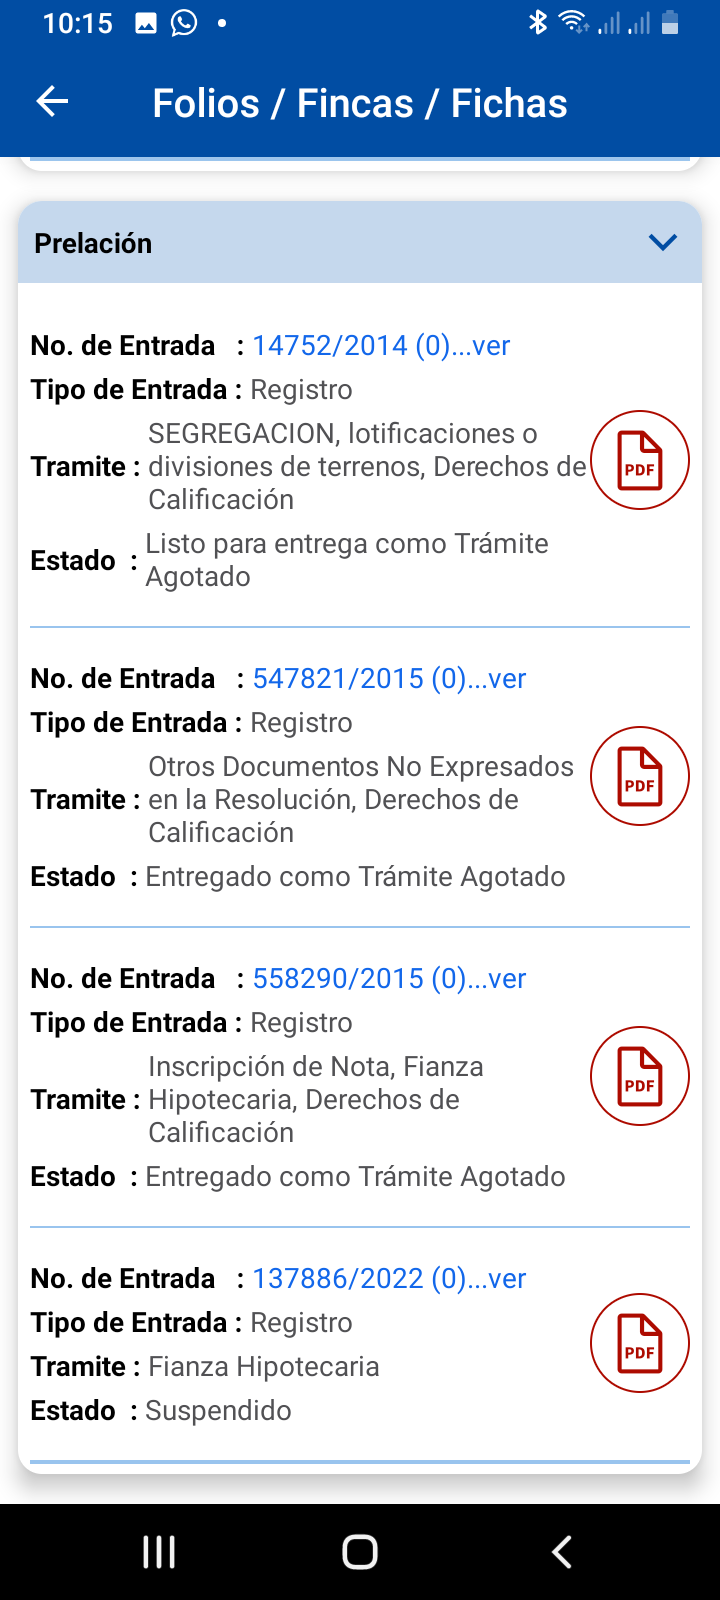 10:15
Folios / Fincas / Fichas
Prelación
No. de Entrada : 14752/2014 (0)...ver
Tipo de Entrada : Registro
SEGREGACION, lotificaciones o
Tramite : divisiones de terrenos, Derechos de
Calificación
PDF
Listo para entrega como Trámite
Estado :
Agotado
No. de Entrada : 547821/2015 (0)...ver
Tipo de Entrada : Registro
Otros Documentos No Expresados
Tramite : en la Resolución, Derechos de
Calificación
PDF
Estado : Entregado como Trámite Agotado
No. de Entrada : 558290/2015 (0)...ver
Tipo de Entrada : Registro
Inscripción de Nota, Fianza
Tramite : Hipotecaria, Derechos de
Calificación
PDF
Estado : Entregado como Trámite Agotado
No. de Entrada : 137886/2022 (0)...ver
Tipo de Entrada : Registro
PDF
Tramite : Fianza Hipotecaria
Estado : Suspendido